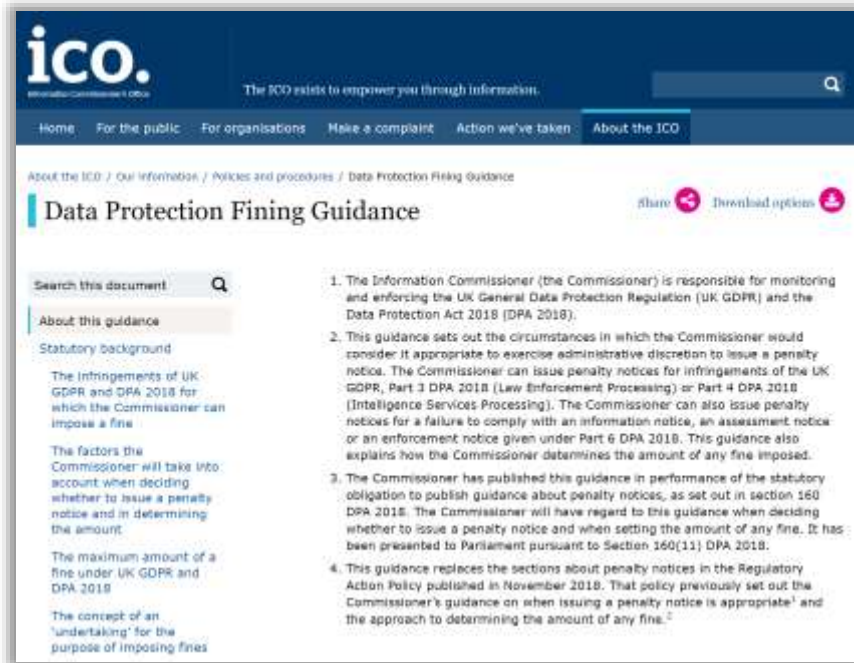 ico.
Information Commissioner's Office
The ICO exists to empower you through information.
Home For the public For organisations Make a complaint Action we've taken About the ICO
About the ICO / Our information / Policies and procedures / Data Protection Fining Guidance
Data Protection Fining Guidance
Share Download options
Search this document
About this guidance
Statutory background
The infringements of UK
GDPR and DPA 2018 for
which the Commissioner can
impose a fine
The factors the
Commissioner will take into
account when deciding
whether to issue a penalty
notice and in determining
the amount
The maximum amount of a
fine under UK GDPR and
DPA 2018
The concept of an
'undertaking' for the
purpose of imposing fines
1. The Information Commissioner (the Commissioner) is responsible for monitoring
and enforcing the UK General Data Protection Regulation (UK GDPR) and the
Data Protection Act 2018 (DPA 2018).
2. This guidance sets out the circumstances in which the Commissioner would
consider it appropriate to exercise administrative discretion to issue a penalty
notice. The Commissioner can issue penalty notices for infringements of the UK
GDPR, Part 3 DPA 2018 (Law Enforcement Processing) or Part 4 DPA 2018
(Intelligence Services Processing). The Commissioner can also issue penalty
notices for a failure to comply with an information notice, an assessment notice
or an enforcement notice given under Part 6 DPA 2018. This guidance also
explains how the Commissioner determines the amount of any fine imposed.
3. The Commissioner has published this guidance in performance of the statutory
obligation to publish guidance about penalty notices, as set out in section 160
DPA 2018. The Commissioner will have regard to this guidance when deciding
whether to issue a penalty notice and when setting the amount of any fine. It has
been presented to Parliament pursuant to Section 160(11) DPA 2018.
4. This guidance replaces the sections about penalty notices in the Regulatory
Action Policy published in November 2018. That policy previously set out the
Commissioner's guidance on when issuing a penalty notice is appropriate¹ and
the approach to determining the amount of any fine.²